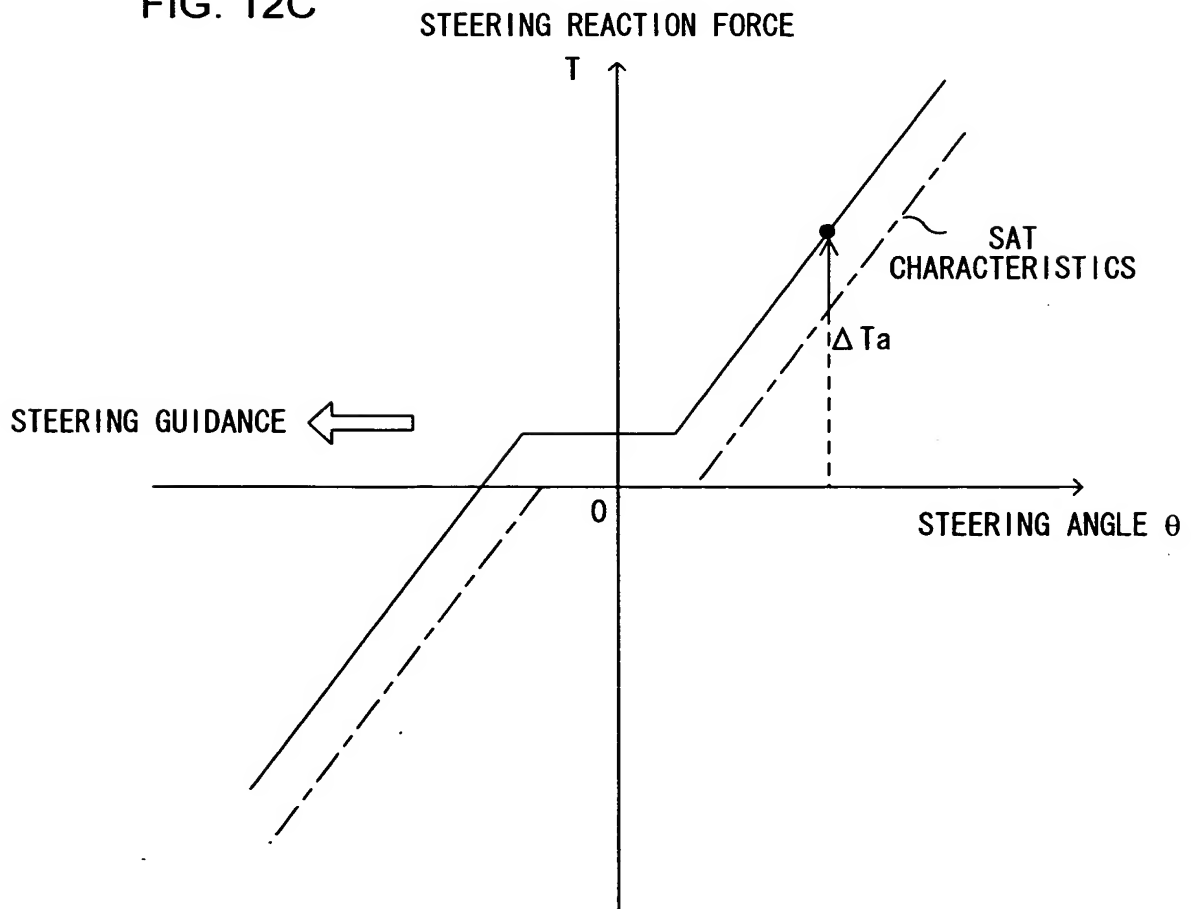 FIG. 12C
STEERING REACTION FORCE
T
SAT
CHARACTERISTICS
ΔTa
STEERING GUIDANCE
0
STEERING ANGLE θ